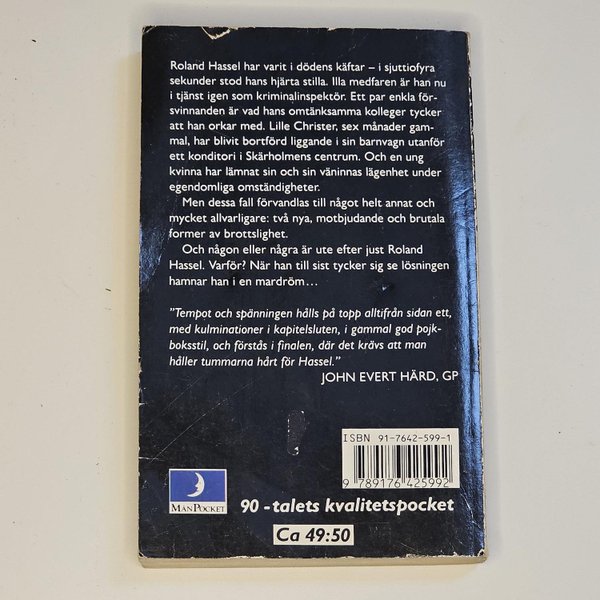 Roland Hassel har varit i dödens käftar – i sjuttiofyra
sekunder stod hans hjärta stilla. Illa medfaren är han nu
i tjänst igen som kriminalinspektör. Ett par enkla för-
svinnanden är vad hans omtänksamma kolleger tycker
att han orkar med. Lille Christer, sex månader gam-
mal, har blivit bortförd liggande i sin barnvagn utanför
ett konditori i Skärholmens centrum. Och en ung
kvinna har lämnat sin och sin väninnas lägenhet under
egendomliga omständigheter.
Men dessa fall förvandlas till något helt annat och
mycket allvarligare: två nya, motbjudande och brutala
former av brottslighet.
Och någon eller några är ute efter just Roland
Hassel. Varför? När han till sist tycker sig se lösningen
hamnar han i en mardröm…
"Tempot och spänningen hålls på topp alltifrån sidan ett,
med kulminationer i kapitelsluten, i gammal god pojk-
boksstil, och förstås i finalen, där det krävs att man
håller tummarna hårt för Hassel."
JOHN EVERT HÄRD, GP
ISBN 91-7642-599-1
9 789176 425992
MånPocket
90-talets kvalitetspocket
Ca 49:50